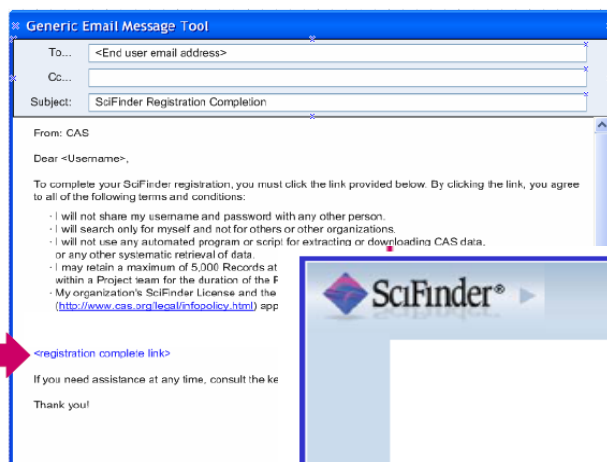 Generic Email Message Tool
To... <End user email address>
Cc...
Subject: SciFinder Registration Completion
From: CAS
Dear <Username>,
To complete your SciFinder registration, you must click the link provided below. By clicking the link, you agree
to all of the following terms and conditions:
· I will not share my username and password with any other person.
· I will search only for myself and not for others or other organizations.
· I will not use any automated program or script for extracting or downloading CAS data,
or any other systematic retrieval of data.
· I may retain a maximum of 5,000 Records at
within a Project team for the duration of the P
· My organization's SciFinder License and the
(http://www.cas.org/legal/infopolicy.html) app
<registration complete link>
If you need assistance at any time, consult the ke
Thank you!
SciFinder®